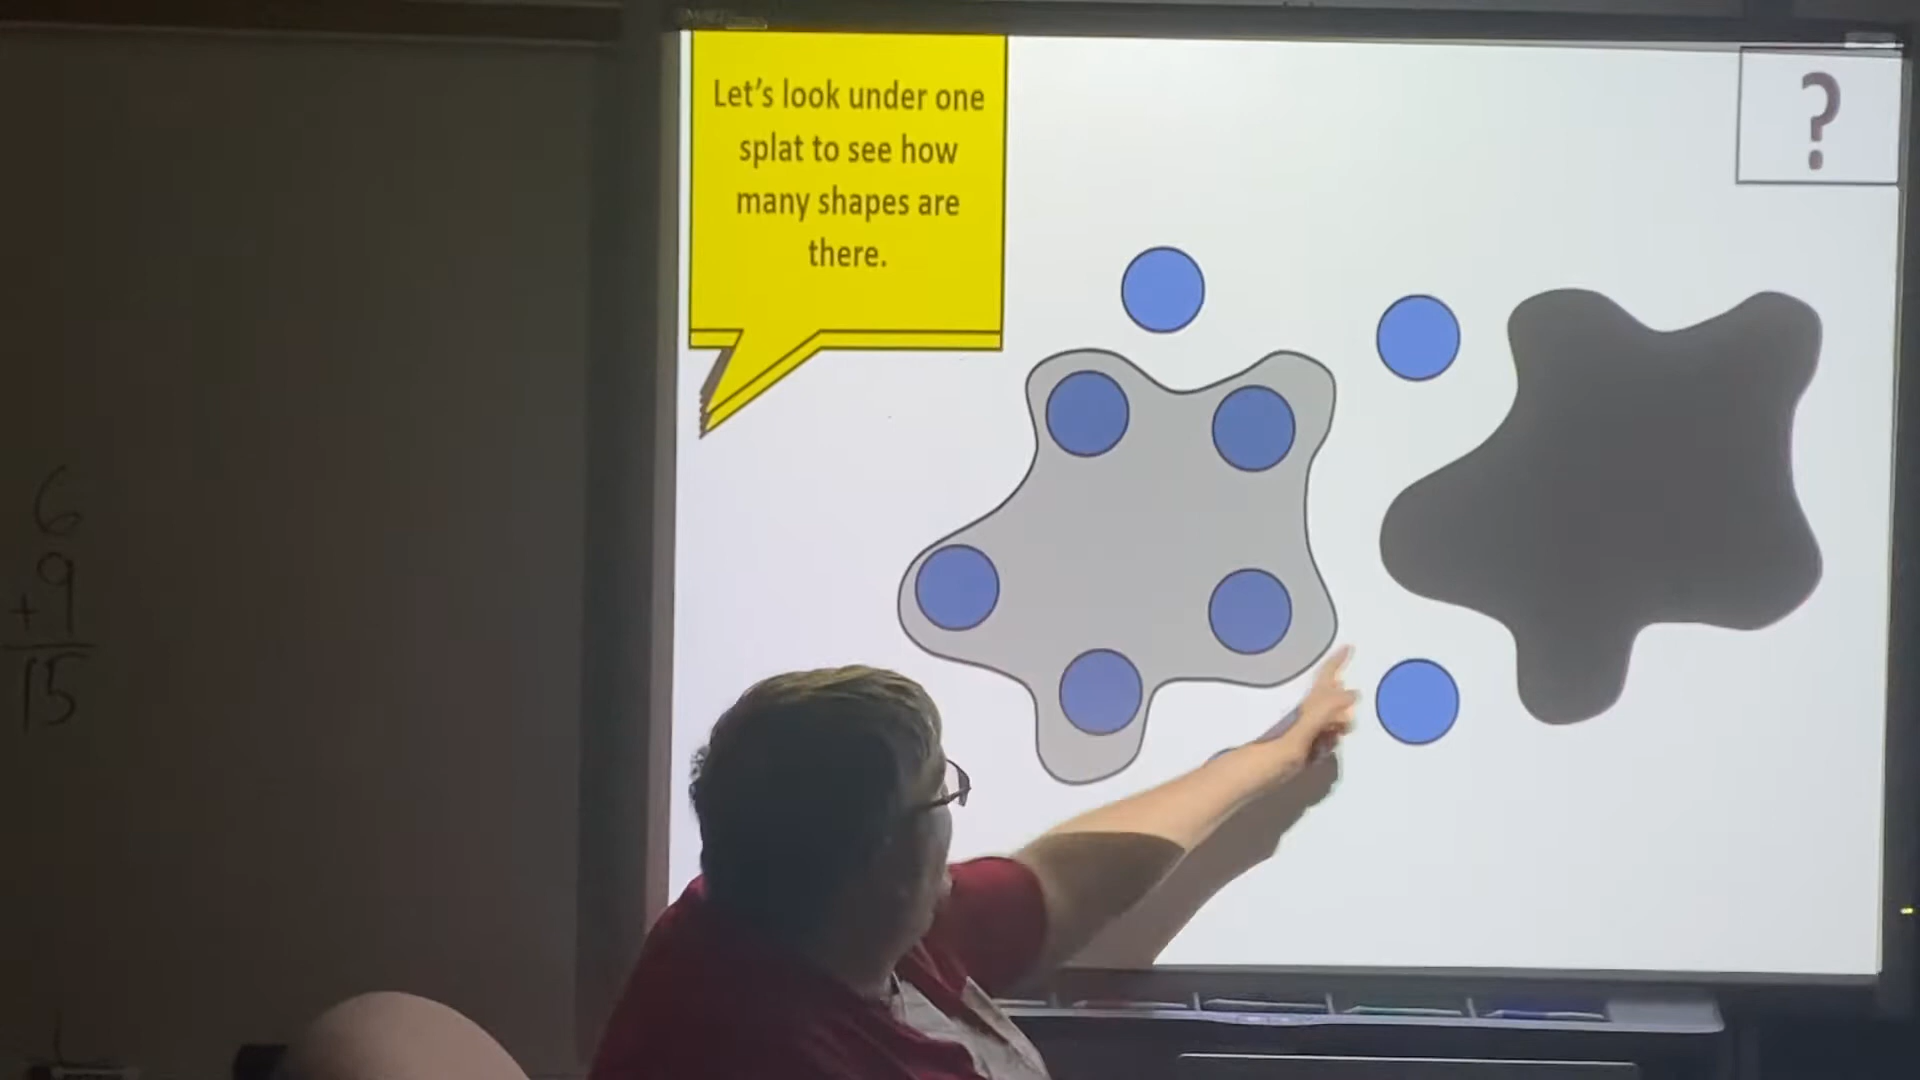 Let's look under one
splat to see how
many shapes are
there.
?
6
+9
15